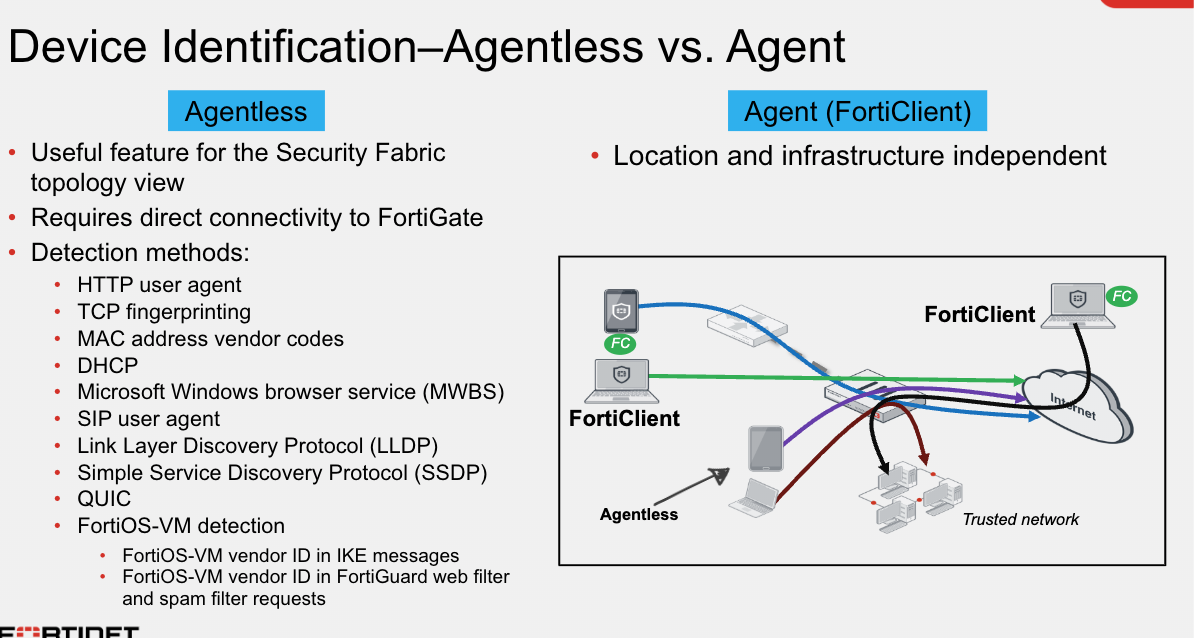 Device Identification–Agentless vs. Agent
Agentless
• Useful feature for the Security Fabric
topology view
• Requires direct connectivity to FortiGate
• Detection methods:
• HTTP user agent
• TCP fingerprinting
• MAC address vendor codes
• DHCP
• Microsoft Windows browser service (MWBS)
• SIP user agent
• Link Layer Discovery Protocol (LLDP)
• Simple Service Discovery Protocol (SSDP)
• QUIC
• FortiOS-VM detection
• FortiOS-VM vendor ID in IKE messages
• FortiOS-VM vendor ID in FortiGuard web filter
and spam filter requests
Agent (FortiClient)
• Location and infrastructure independent
FC
FortiClient
FC
FortiClient
Internet
Agentless
Trusted network
FORTINET